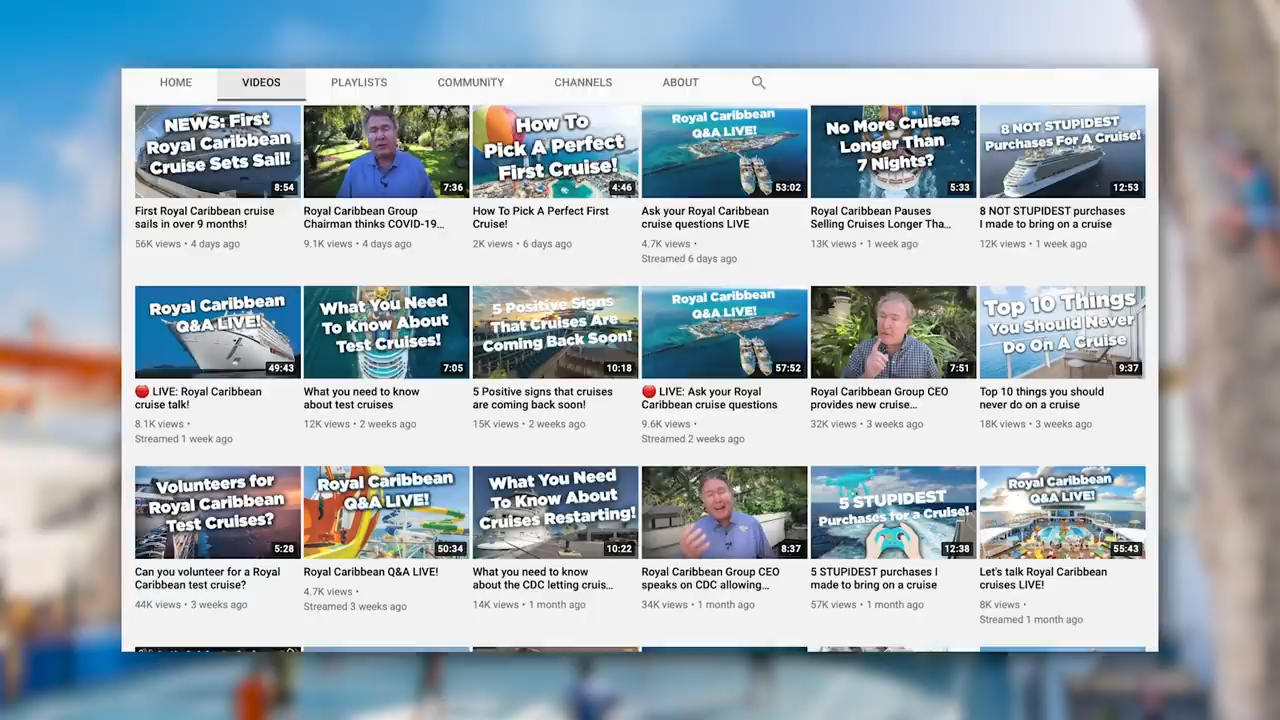 HOME VIDEOS PLAYLISTS COMMUNITY CHANNELS ABOUT
NEWS: First
Royal Caribbean
Cruise Sets Sail!
8:54
7:36
How To
Pick A Perfect
First Cruise!
4:46
Royal Caribbean
Q&A LIVE!
53:02
No More Cruises
Longer Than
7 Nights?
5:33
8 NOT STUPIDEST
Purchases For A Cruise!
12:53
First Royal Caribbean cruise
sails in over 9 months!
56K views • 4 days ago
Royal Caribbean Group
Chairman thinks COVID-19...
9.1K views • 4 days ago
How To Pick A Perfect First
Cruise!
2K views • 6 days ago
Ask your Royal Caribbean
cruise questions LIVE
4.7K views •
Streamed 6 days ago
Royal Caribbean Pauses
Selling Cruises Longer Tha...
13K views • 1 week ago
8 NOT STUPIDEST purchases
I made to bring on a cruise
12K views • 1 week ago
Royal Caribbean
Q&A LIVE!
49:43
What You Need
To Know About
Test Cruises!
7:05
5 Positive Signs
That Cruises Are
Coming Back Soon!
10:18
Royal Caribbean
Q&A LIVE!
57:52
7:51
Top 10 Things
You Should Never
Do On A Cruise
9:37
🔴 LIVE: Royal Caribbean
cruise talk!
8.1K views •
Streamed 1 week ago
What you need to know
about test cruises
12K views • 2 weeks ago
5 Positive signs that cruises
are coming back soon!
15K views • 2 weeks ago
🔴 LIVE: Ask your Royal
Caribbean cruise questions
9.6K views •
Streamed 2 weeks ago
Royal Caribbean Group CEO
provides new cruise...
32K views • 3 weeks ago
Top 10 things you should
never do on a cruise
18K views • 3 weeks ago
Volunteers for
Royal Caribbean
Test Cruises?
5:28
Royal Caribbean
Q&A LIVE!
50:34
What You Need
To Know About
Cruises Restarting!
10:22
8:37
5 STUPIDEST
Purchases for a Cruise!
12:38
Royal Caribbean
Q&A LIVE!
55:43
Can you volunteer for a Royal
Caribbean test cruise?
44K views • 3 weeks ago
Royal Caribbean Q&A LIVE!
4.7K views •
Streamed 3 weeks ago
What you need to know
about the CDC letting cruis...
14K views • 1 month ago
Royal Caribbean Group CEO
speaks on CDC allowing...
34K views • 1 month ago
5 STUPIDEST purchases I
made to bring on a cruise
57K views • 1 month ago
Let's talk Royal Caribbean
cruises LIVE!
8K views •
Streamed 1 month ago